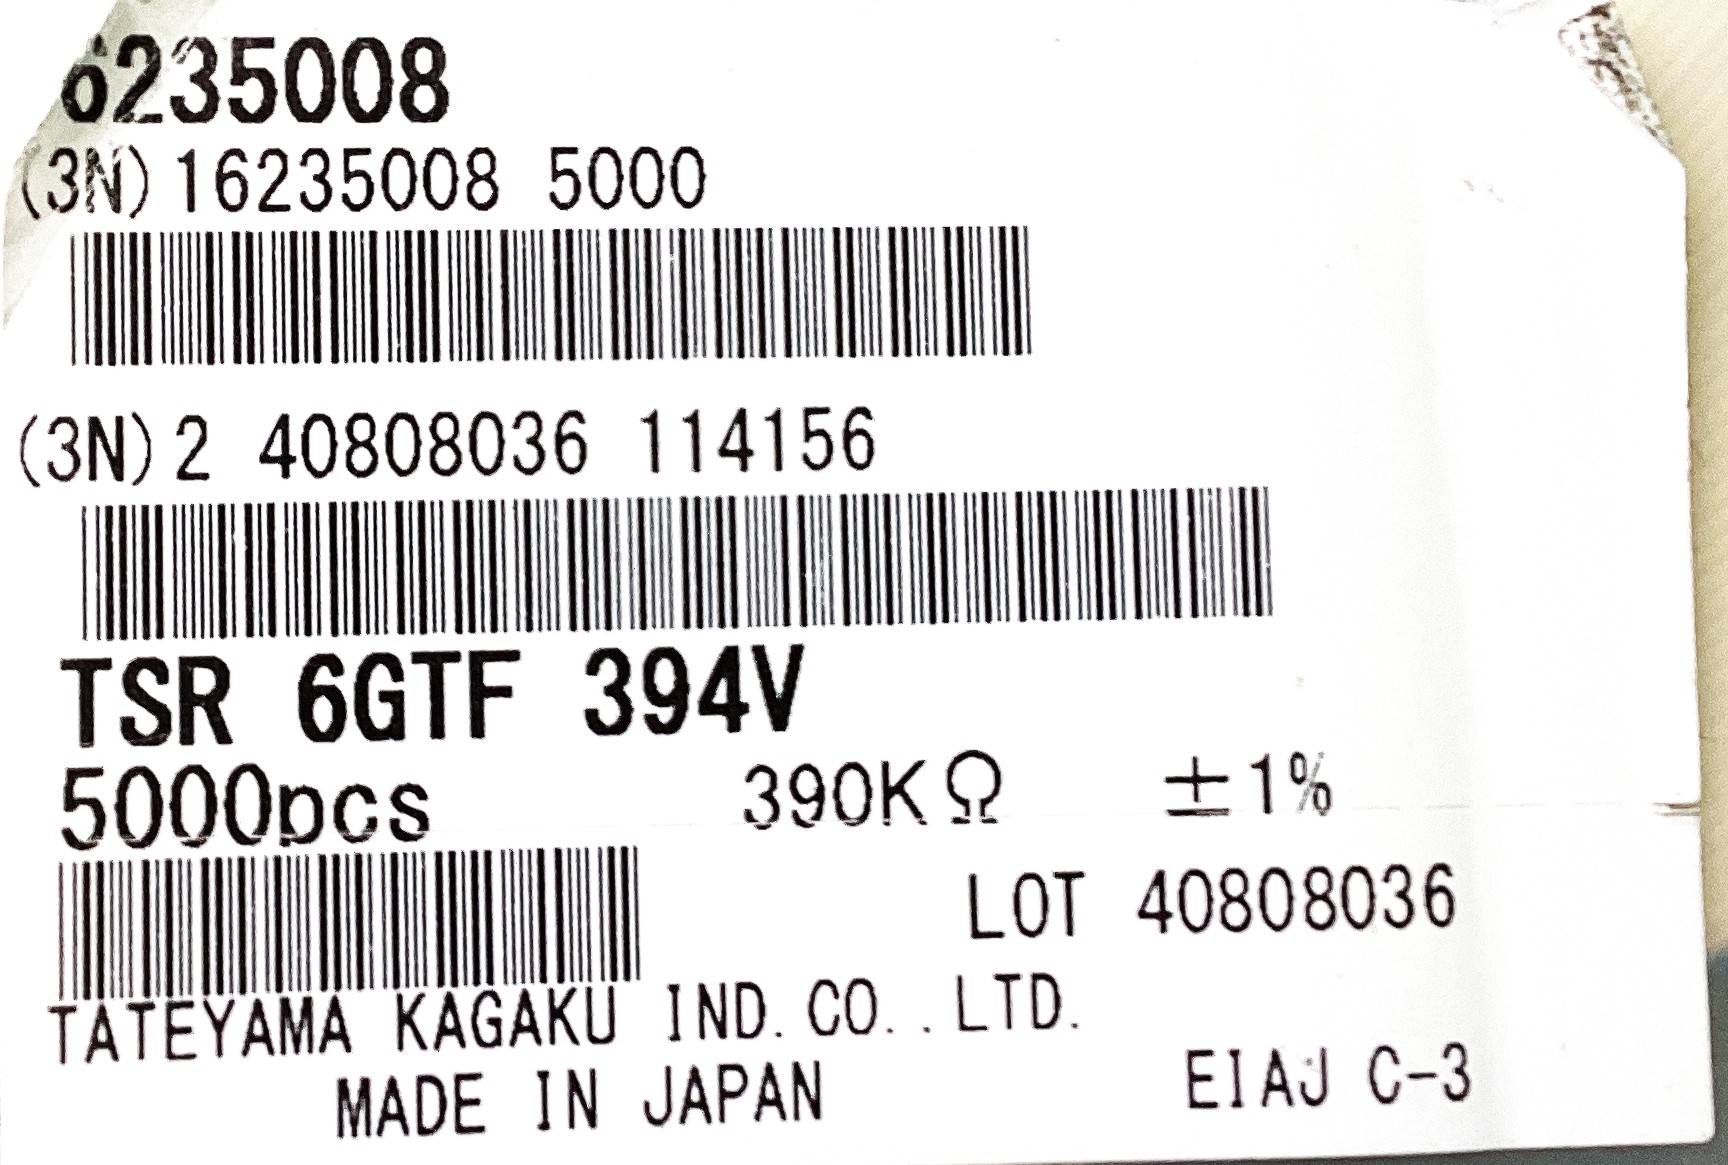 6235008
(3N)16235008 5000
(3N)2 40808036 114156
TSR 6GTF 394V
5000pcs 390KΩ ±1%
LOT 40808036
TATEYAMA KAGAKU IND.CO..LTD.
MADE IN JAPAN EIAJ C-3